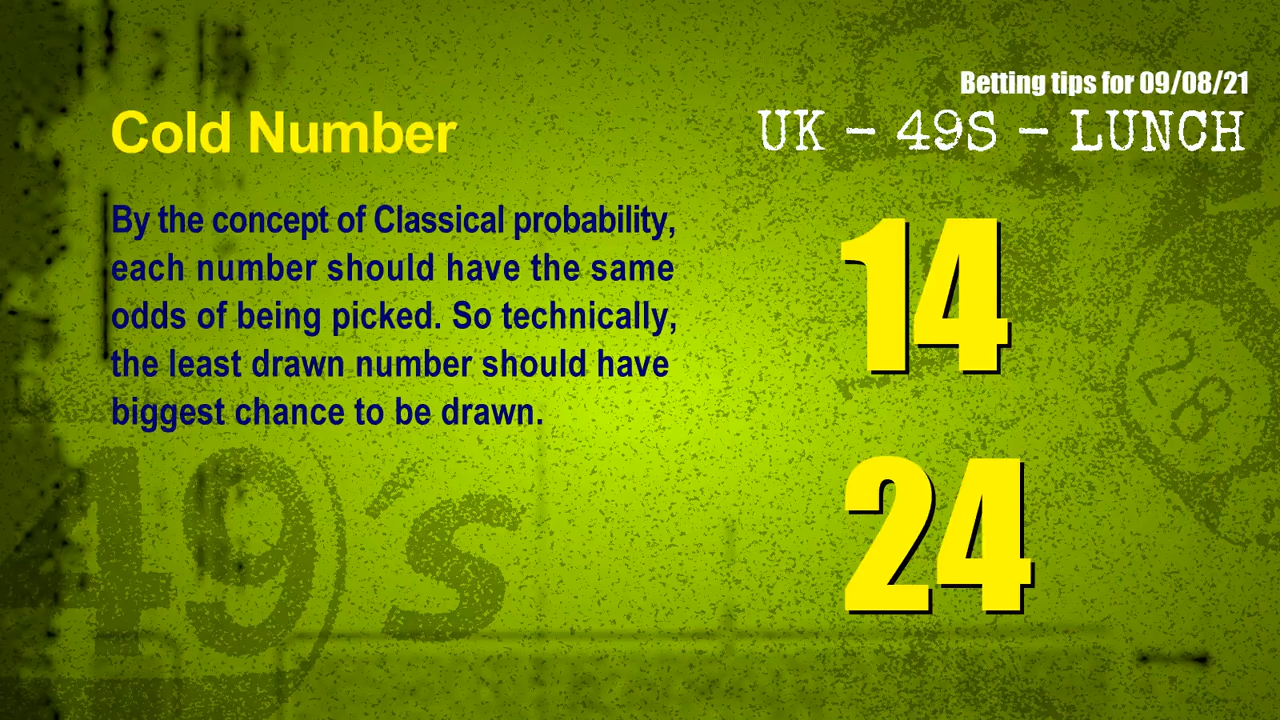 Betting tips for 09/08/21
UK - 49S - LUNCH
Cold Number
By the concept of Classical probability,
each number should have the same
odds of being picked. So technically,
the least drawn number should have
biggest chance to be drawn.
14
24
28
49's